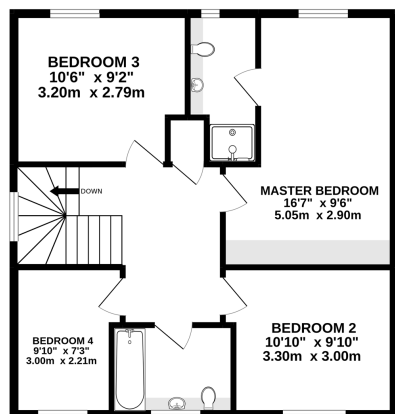 BEDROOM 3
10'6" x 9'2"
3.20m x 2.79m
DOWN
MASTER BEDROOM
16'7" x 9'6"
5.05m x 2.90m
BEDROOM 4
9'10" x 7'3"
3.00m x 2.21m
BEDROOM 2
10'10" x 9'10"
3.30m x 3.00m